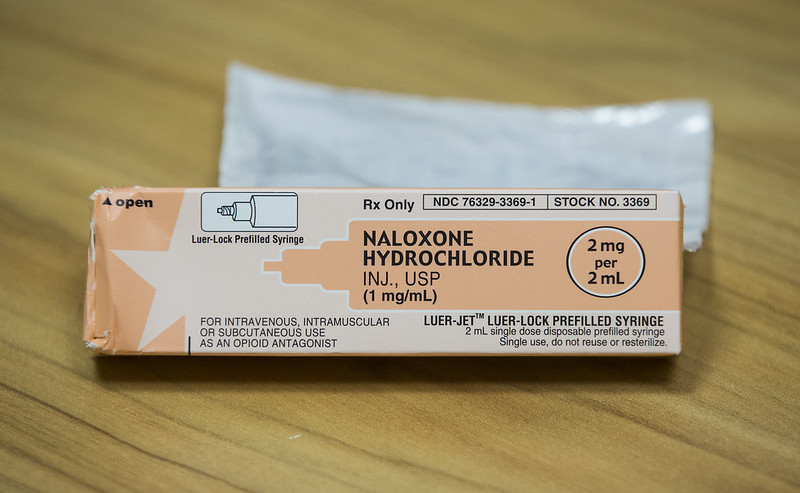 ▲open
Luer-Lock Prefilled Syringe
Rx Only NDC 76329-3369-1 STOCK NO. 3369
NALOXONE
HYDROCHLORIDE
INJ., USP
(1 mg/mL)
2 mg
per
2 mL
FOR INTRAVENOUS, INTRAMUSCULAR
OR SUBCUTANEOUS USE
AS AN OPIOID ANTAGONIST
LUER-JET™ LUER-LOCK PREFILLED SYRINGE
2 mL single dose disposable prefilled syringe
Single use, do not reuse or resterilize.